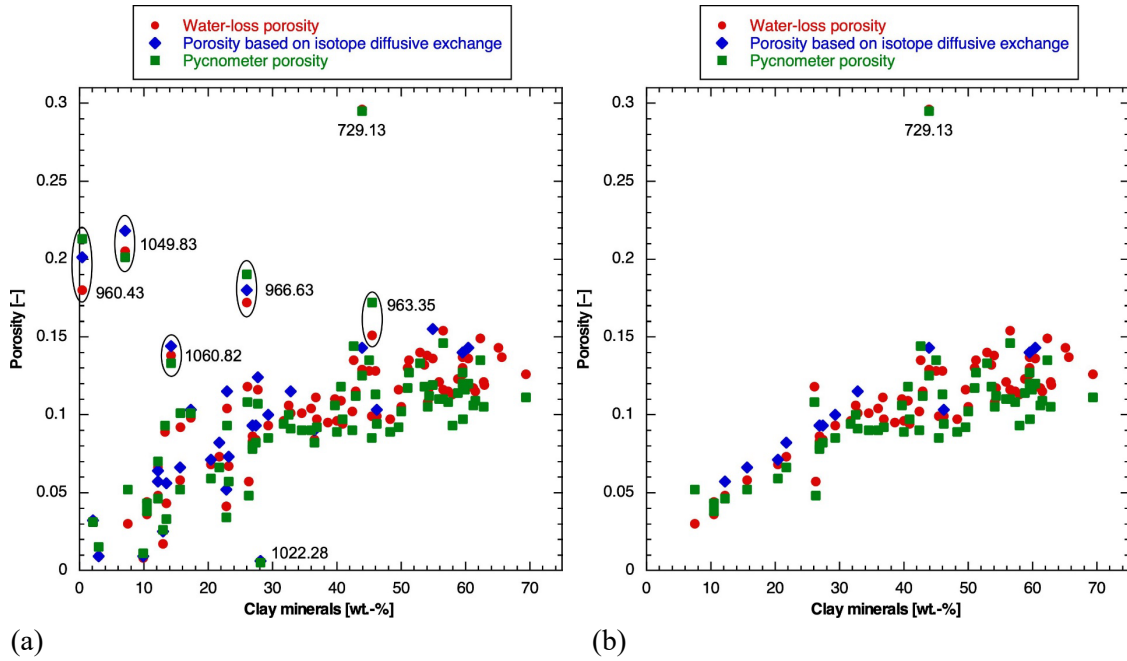 Water-loss porosity
Porosity based on isotope diffusive exchange
Pycnometer porosity
0.3
0.25
0.2
0.15
0.1
0.05
0
Porosity [–]
729.13
1049.83
960.43
966.63
963.35
1060.82
1022.28
0 10 20 30 40 50 60 70
Clay minerals [wt.-%]
(a)
Water-loss porosity
Porosity based on isotope diffusive exchange
Pycnometer porosity
0.3
0.25
0.2
0.15
0.1
0.05
0
Porosity [–]
729.13
0 10 20 30 40 50 60 70
Clay minerals [wt.-%]
(b)